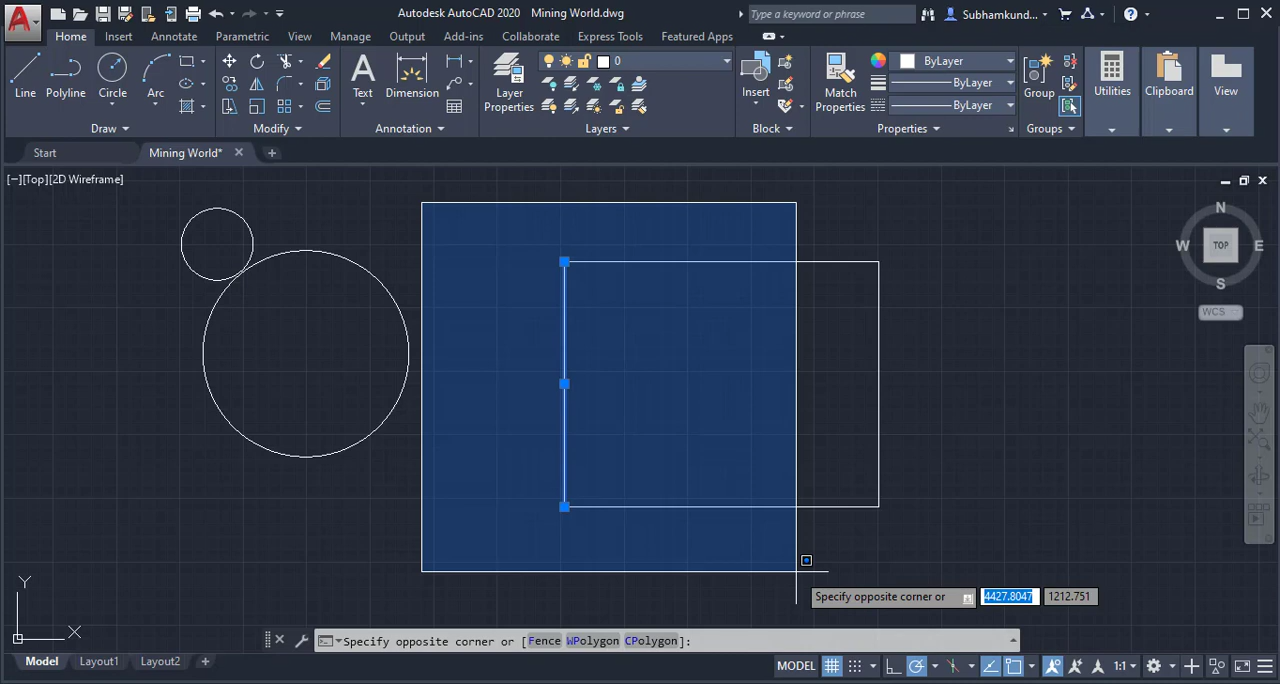 Autodesk AutoCAD 2020 Mining World.dwg Type a keyword or phrase Subhamkund...
Home Insert Annotate Parametric View Manage Output Add-ins Collaborate Express Tools Featured Apps
0 ByLayer
ByLayer
ByLayer
Line Polyline Circle Arc Text Dimension Layer Properties Insert Match Properties Group Utilities Clipboard View
Draw Modify Annotation Layers Block Properties Groups
Start Mining World*
[−][Top][2D Wireframe]
N
W TOP E
S
WCS
Y
X
Specify opposite corner or 4427.8047 1212.751
Specify opposite corner or [Fence WPolygon CPolygon]:
Model Layout1 Layout2 MODEL 1:1